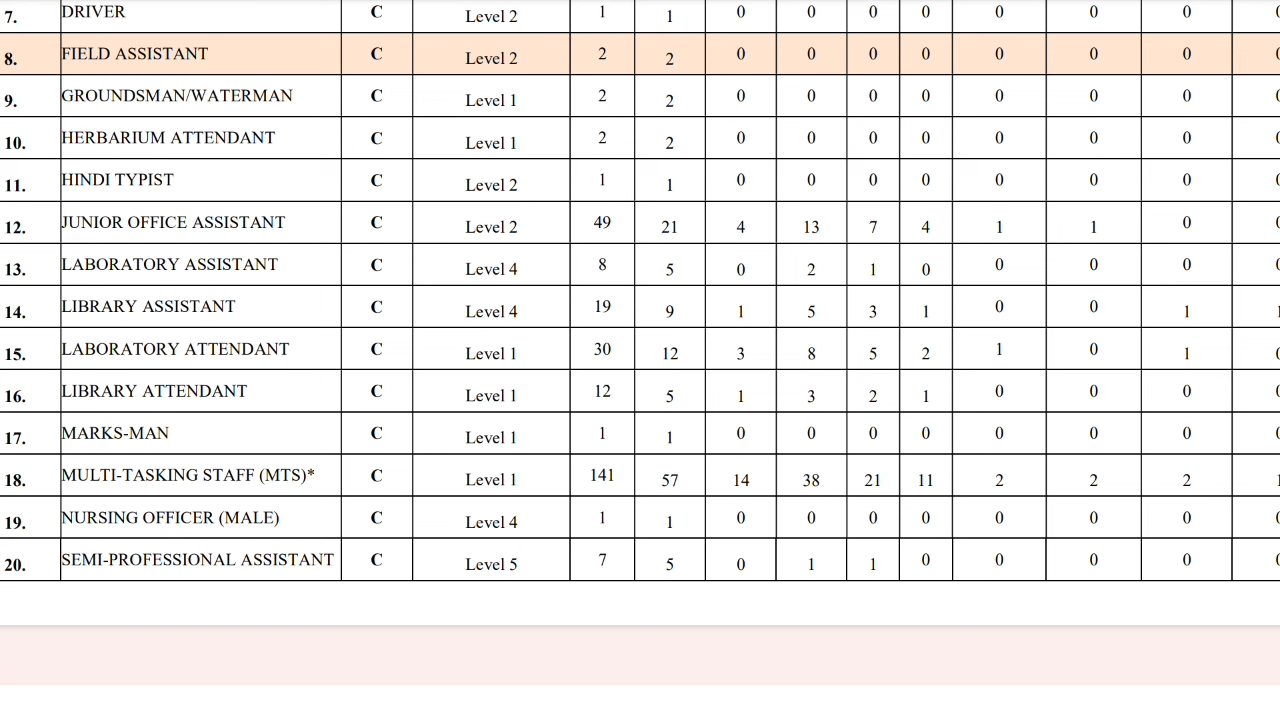 7. DRIVER C Level 2 1 1 0 0 0 0 0 0 0
8. FIELD ASSISTANT C Level 2 2 2 0 0 0 0 0 0 0
9. GROUNDSMAN/WATERMAN C Level 1 2 2 0 0 0 0 0 0 0
10. HERBARIUM ATTENDANT C Level 1 2 2 0 0 0 0 0 0 0
11. HINDI TYPIST C Level 2 1 1 0 0 0 0 0 0 0
12. JUNIOR OFFICE ASSISTANT C Level 2 49 21 4 13 7 4 1 1 0
13. LABORATORY ASSISTANT C Level 4 8 5 0 2 1 0 0 0 0
14. LIBRARY ASSISTANT C Level 4 19 9 1 5 3 1 0 0 1
15. LABORATORY ATTENDANT C Level 1 30 12 3 8 5 2 1 0 1
16. LIBRARY ATTENDANT C Level 1 12 5 1 3 2 1 0 0 0
17. MARKS-MAN C Level 1 1 1 0 0 0 0 0 0 0
18. MULTI-TASKING STAFF (MTS)* C Level 1 141 57 14 38 21 11 2 2 2
19. NURSING OFFICER (MALE) C Level 4 1 1 0 0 0 0 0 0 0
20. SEMI-PROFESSIONAL ASSISTANT C Level 5 7 5 0 1 1 0 0 0 0